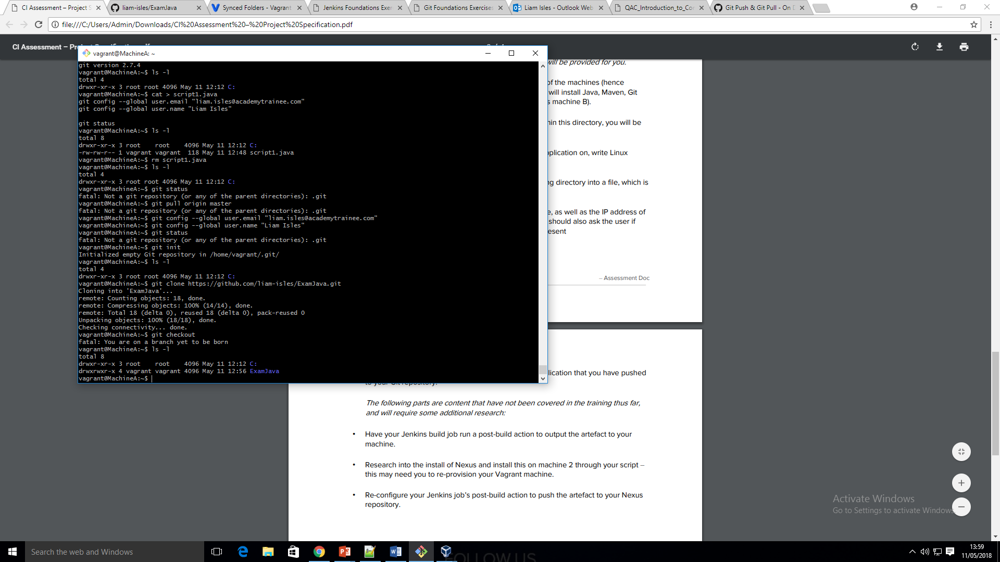 CI Assessment – Project S
liam-isles/ExamJava
Synced Folders - Vagrant
Jenkins Foundations Exer
Git Foundations Exercises
Liam Isles - Outlook Web
QAC_Introduction_to_Con
Git Push & Git Pull - On D
file:///C:/Users/Admin/Downloads/CI%20Assessment%20–%20Project%20Specification.pdf
CI Assessment –
vagrant@MachineA: ~
git version 2.7.4
vagrant@MachineA:~$ ls -l
total 4
drwxr-xr-x 3 root root 4096 May 11 12:12 C:
vagrant@MachineA:~$ cat > script1.java
git config --global user.email "liam.isles@academytrainee.com"
git config --global user.name "Liam Isles"
git status
vagrant@MachineA:~$ ls -l
total 8
drwxr-xr-x 3 root    root    4096 May 11 12:12 C:
-rw-rw-r-- 1 vagrant vagrant  118 May 11 12:48 script1.java
vagrant@MachineA:~$ rm script1.java
vagrant@MachineA:~$ ls -l
total 4
drwxr-xr-x 3 root root 4096 May 11 12:12 C:
vagrant@MachineA:~$ git status
fatal: Not a git repository (or any of the parent directories): .git
vagrant@MachineA:~$ git pull origin master
fatal: Not a git repository (or any of the parent directories): .git
vagrant@MachineA:~$ git config --global user.email "liam.isles@academytrainee.com"
vagrant@MachineA:~$ git config --global user.name "Liam Isles"
vagrant@MachineA:~$ git status
fatal: Not a git repository (or any of the parent directories): .git
vagrant@MachineA:~$ git init
Initialized empty Git repository in /home/vagrant/.git/
vagrant@MachineA:~$ ls -l
total 4
drwxr-xr-x 3 root root 4096 May 11 12:12 C:
vagrant@MachineA:~$ git clone https://github.com/liam-isles/ExamJava.git
Cloning into 'ExamJava'...
remote: Counting objects: 18, done.
remote: Compressing objects: 100% (14/14), done.
remote: Total 18 (delta 0), reused 18 (delta 0), pack-reused 0
Unpacking objects: 100% (18/18), done.
Checking connectivity... done.
vagrant@MachineA:~$ git checkout
fatal: You are on a branch yet to be born
vagrant@MachineA:~$ ls -l
total 8
drwxr-xr-x 3 root    root    4096 May 11 12:12 C:
drwxrwxr-x 4 vagrant vagrant 4096 May 11 12:56 ExamJava
vagrant@MachineA:~$
will be provided for you.
of the machines (hence
will install Java, Maven, Git
s machine B).
hin this directory, you will be
pplication on, write Linux
ng directory into a file, which is
e, as well as the IP address of
should also ask the user if
esent
– Assessment Doc
lication that you have pushed
to your Git repository.
The following parts are content that have not been covered in the training thus far,
and will require some additional research:
• Have your Jenkins build job run a post-build action to output the artefact to your
machine.
• Research into the install of Nexus and install this on machine 2 through your script –
this may need you to re-provision your Vagrant machine.
• Re-configure your Jenkins job's post-build action to push the artefact to your Nexus
repository.
Activate Windows
Go to Settings to activate Windows
Search the web and Windows
FOLLOW US
13:59
11/05/2018